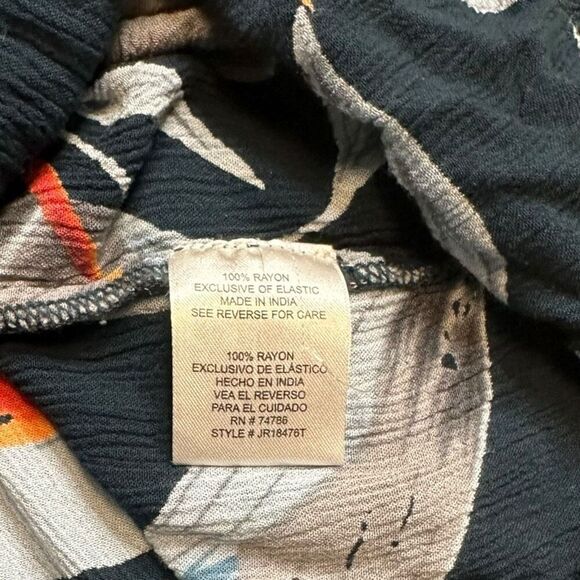 100% RAYON
EXCLUSIVE OF ELASTIC
MADE IN INDIA
SEE REVERSE FOR CARE
100% RAYON
EXCLUSIVO DE ELÁSTICO
HECHO EN INDIA
VEA EL REVERSO
PARA EL CUIDADO
RN # 74786
STYLE # JR18476T